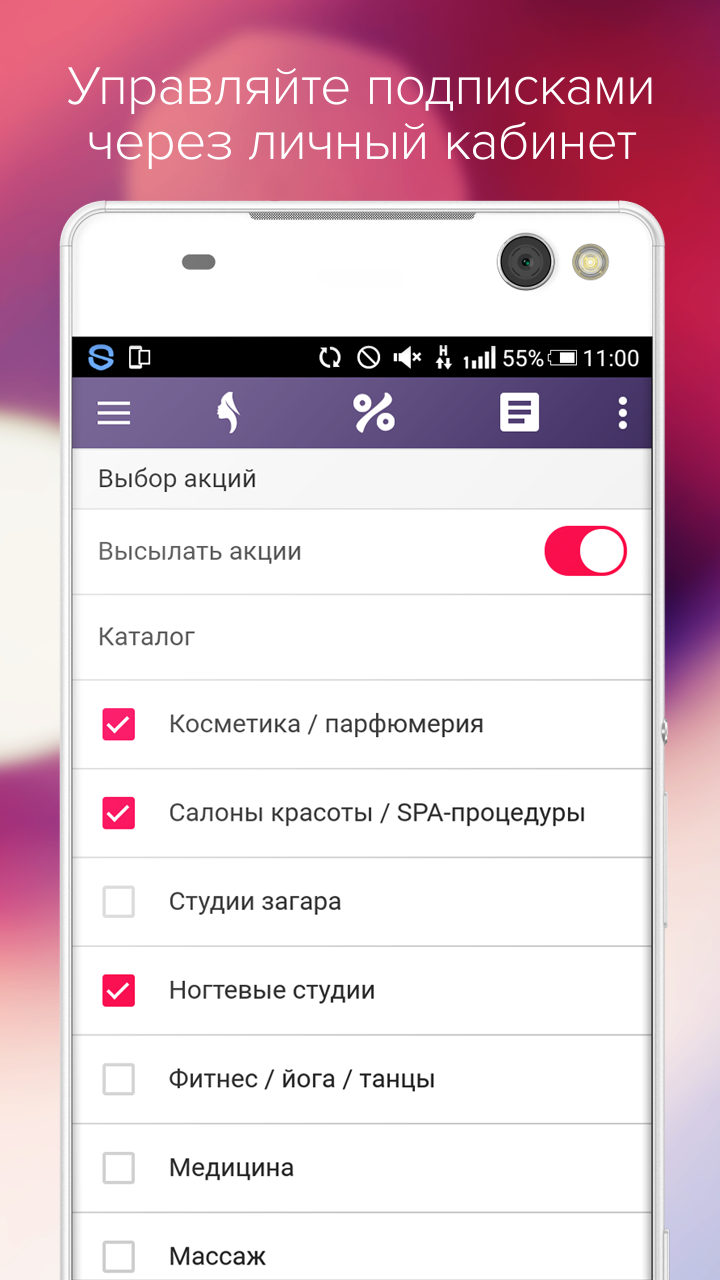 Управляйте подписками
через личный кабинет
H
55% 11:00
Выбор акций
Высылать акции
Каталог
Косметика / парфюмерия
Салоны красоты / SPA-процедуры
Студии загара
Ногтевые студии
Фитнес / йога / танцы
Медицина
Массаж